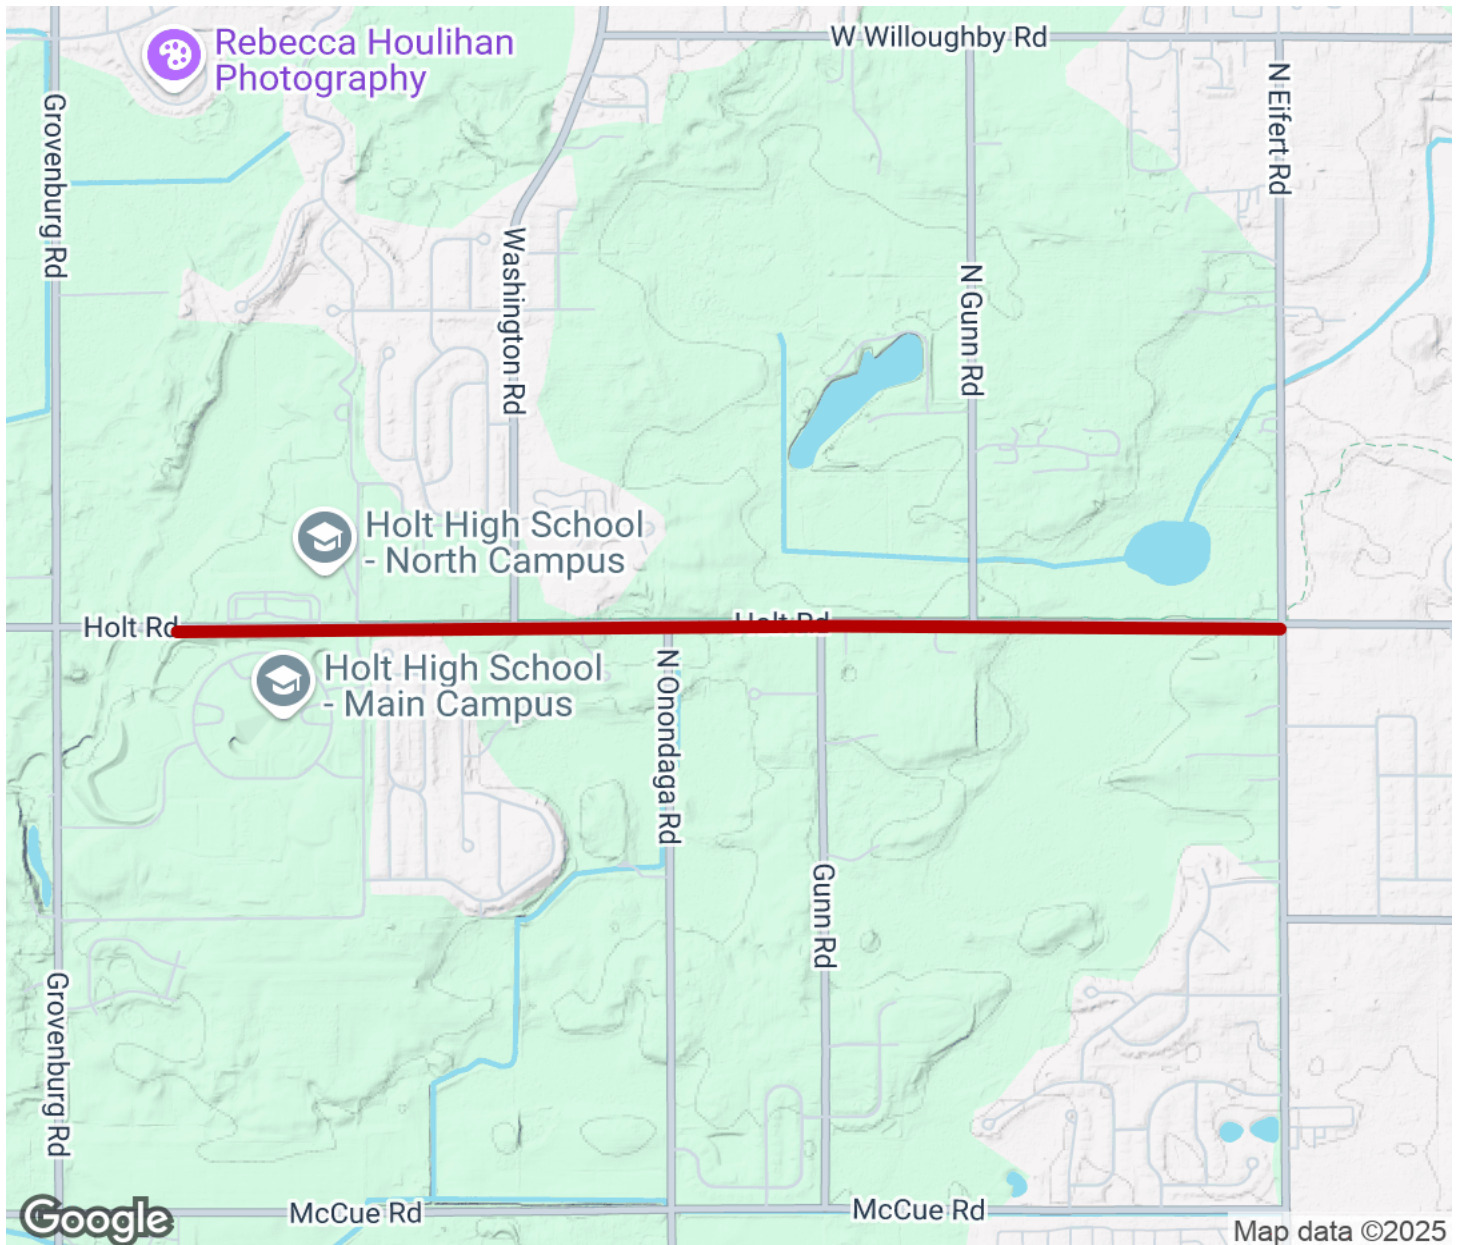 Rebecca Houlihan
Photography
W Willoughby Rd
Grovenburg Rd
N Eifert Rd
Washington Rd
N Gunn Rd
Holt High School
- North Campus
Holt Rd
Holt Rd
Holt High School
- Main Campus
N Onondaga Rd
Gunn Rd
Grovenburg Rd
McCue Rd
McCue Rd
Google
Map data ©2025